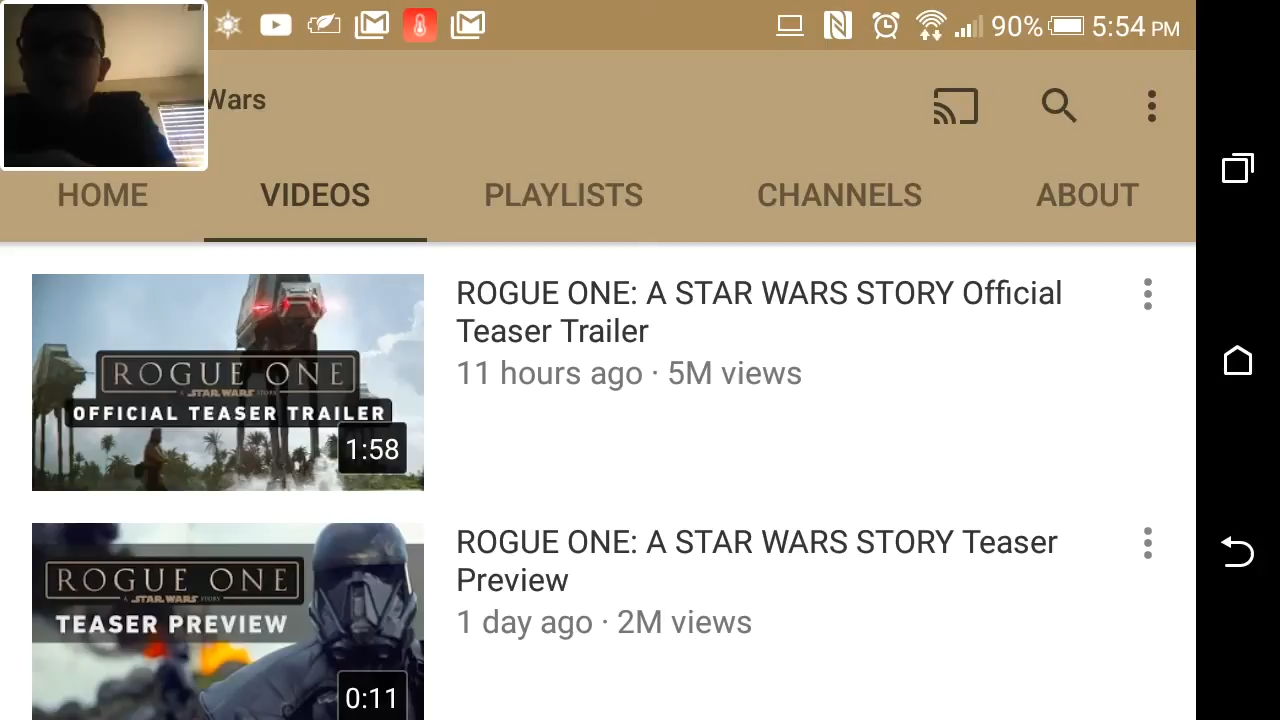 90% 5:54 PM
Wars
HOME VIDEOS PLAYLISTS CHANNELS ABOUT
ROGUE ONE: A STAR WARS STORY Official
Teaser Trailer
11 hours ago · 5M views
ROGUE ONE
A STAR WARS STORY
OFFICIAL TEASER TRAILER
1:58
ROGUE ONE: A STAR WARS STORY Teaser
Preview
1 day ago · 2M views
ROGUE ONE
A STAR WARS STORY
TEASER PREVIEW
0:11